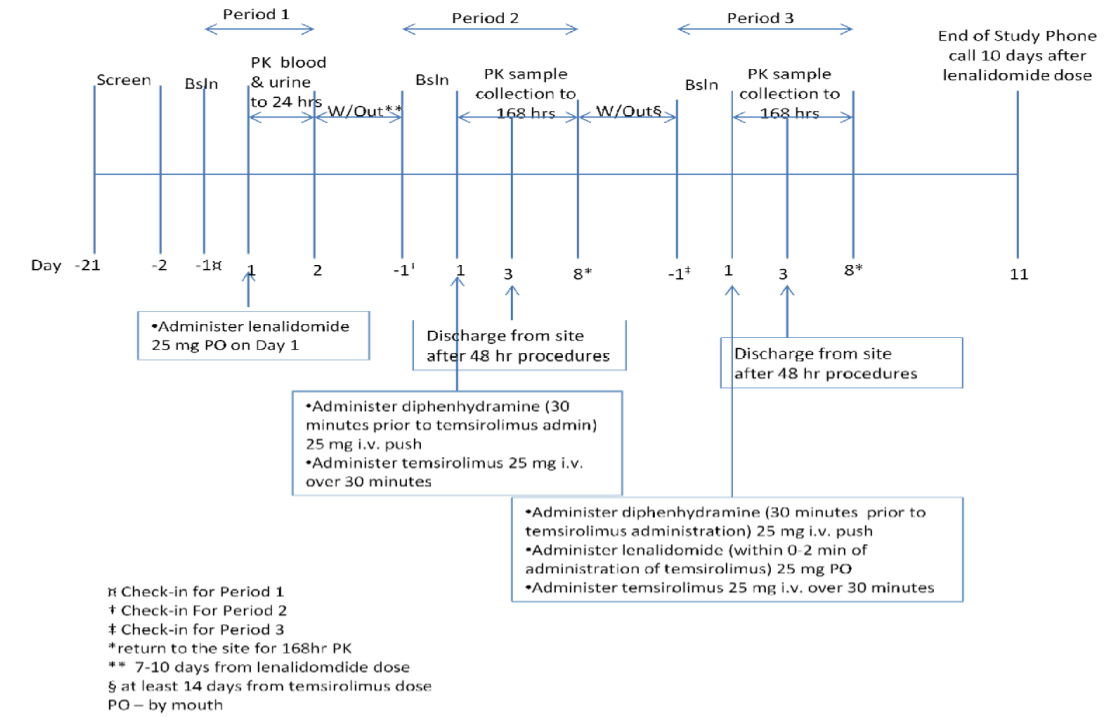 Period 1
Period 2
Period 3
End of Study Phone
call 10 days after
lenalidomide dose
Screen
Bsln
PK blood
& urine
to 24 hrs
W/Out**
Bsln
PK sample
collection to
168 hrs
W/Out§
Bsln
PK sample
collection to
168 hrs
Day -21 -2 -1¤ 1 2 -1† 1 3 8* -1‡ 1 3 8* 11
•Administer lenalidomide
25 mg PO on Day 1
Discharge from site
after 48 hr procedures
Discharge from site
after 48 hr procedures
•Administer diphenhydramine (30
minutes prior to temsirolimus admin)
25 mg i.v. push
•Administer temsirolimus 25 mg i.v.
over 30 minutes
•Administer diphenhydramine (30 minutes prior to
temsirolimus administration) 25 mg i.v. push
•Administer lenalidomide (within 0-2 min of
administration of temsirolimus) 25 mg PO
•Administer temsirolimus 25 mg i.v. over 30 minutes
¤ Check-in for Period 1
† Check-in For Period 2
‡ Check-in for Period 3
*return to the site for 168hr PK
** 7-10 days from lenalidomdide dose
§ at least 14 days from temsirolimus dose
PO – by mouth